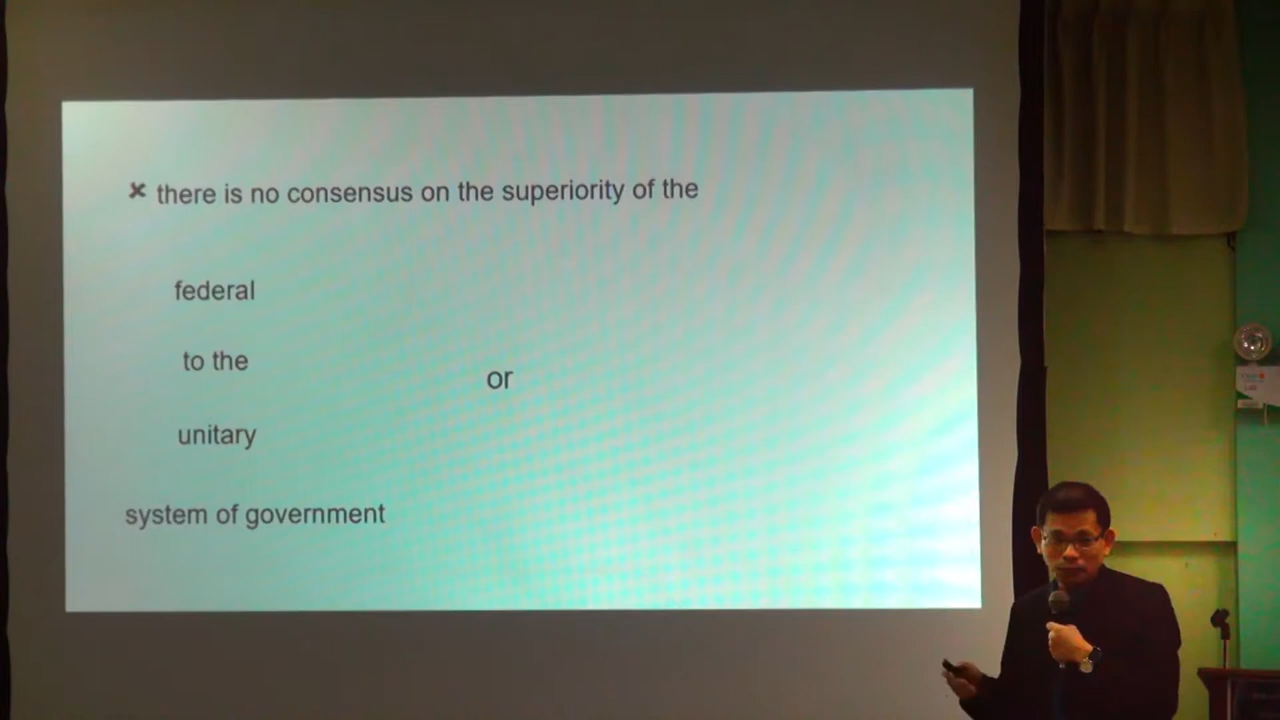 ✖ there is no consensus on the superiority of the
federal
to the
or
unitary
system of government